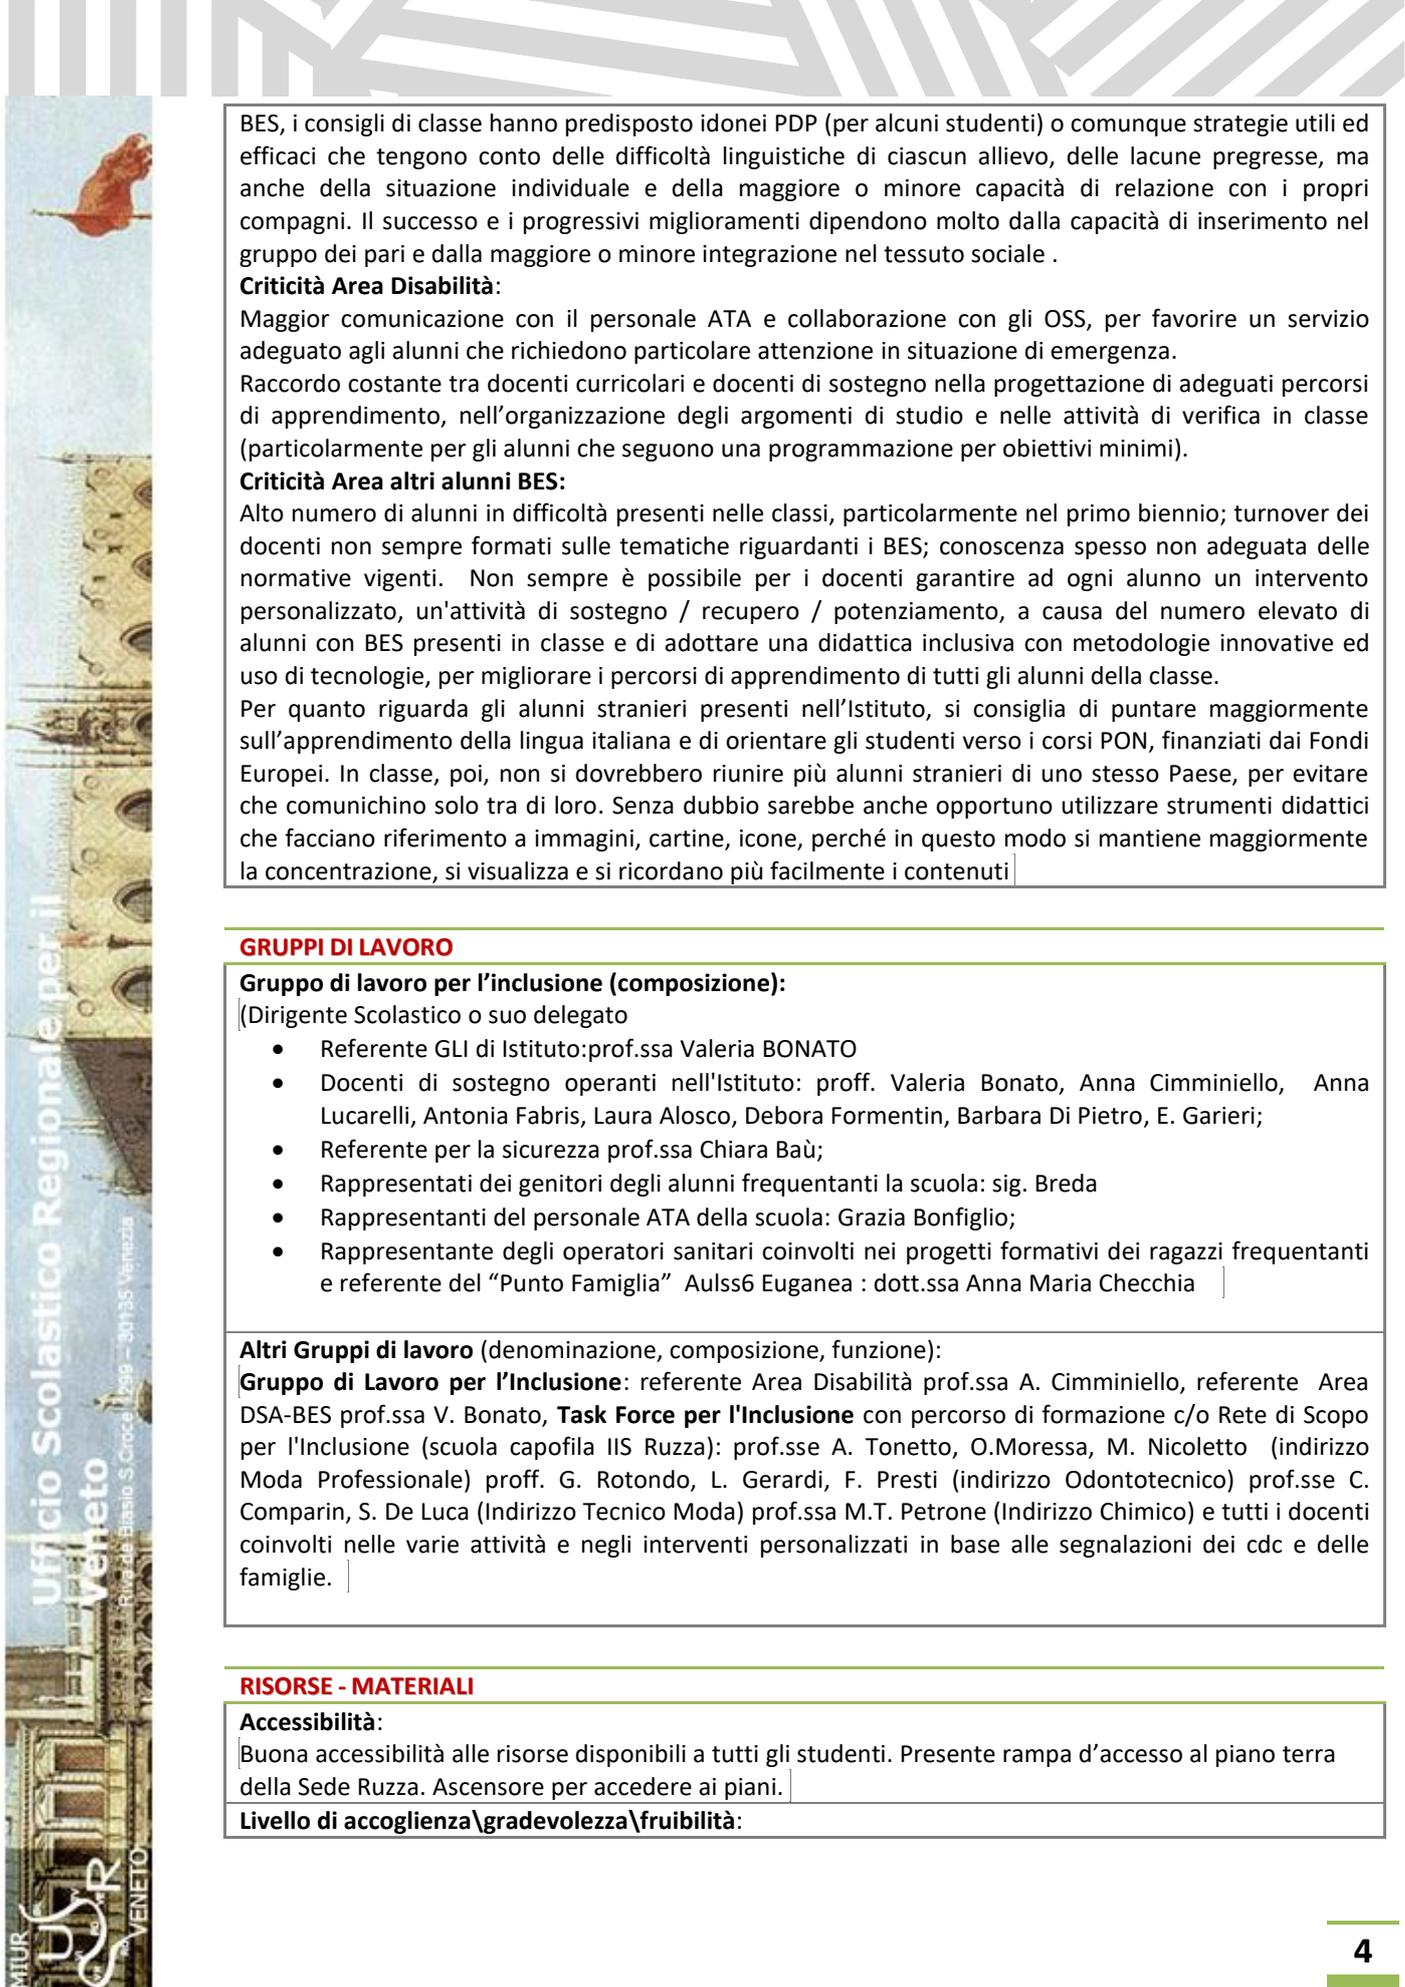 BES, i consigli di classe hanno predisposto idonei PDP (per alcuni studenti) o comunque strategie utili ed
efficaci che tengono conto delle difficoltà linguistiche di ciascun allievo, delle lacune pregresse, ma
anche della situazione individuale e della maggiore o minore capacità di relazione con i propri
compagni. Il successo e i progressivi miglioramenti dipendono molto dalla capacità di inserimento nel
gruppo dei pari e dalla maggiore o minore integrazione nel tessuto sociale .
Criticità Area Disabilità:
Maggior comunicazione con il personale ATA e collaborazione con gli OSS, per favorire un servizio
adeguato agli alunni che richiedono particolare attenzione in situazione di emergenza.
Raccordo costante tra docenti curricolari e docenti di sostegno nella progettazione di adeguati percorsi
di apprendimento, nell’organizzazione degli argomenti di studio e nelle attività di verifica in classe
(particolarmente per gli alunni che seguono una programmazione per obiettivi minimi).
Criticità Area altri alunni BES:
Alto numero di alunni in difficoltà presenti nelle classi, particolarmente nel primo biennio; turnover dei
docenti non sempre formati sulle tematiche riguardanti i BES; conoscenza spesso non adeguata delle
normative vigenti. Non sempre è possibile per i docenti garantire ad ogni alunno un intervento
personalizzato, un'attività di sostegno / recupero / potenziamento, a causa del numero elevato di
alunni con BES presenti in classe e di adottare una didattica inclusiva con metodologie innovative ed
uso di tecnologie, per migliorare i percorsi di apprendimento di tutti gli alunni della classe.
Per quanto riguarda gli alunni stranieri presenti nell’Istituto, si consiglia di puntare maggiormente
sull’apprendimento della lingua italiana e di orientare gli studenti verso i corsi PON, finanziati dai Fondi
Europei. In classe, poi, non si dovrebbero riunire più alunni stranieri di uno stesso Paese, per evitare
che comunichino solo tra di loro. Senza dubbio sarebbe anche opportuno utilizzare strumenti didattici
che facciano riferimento a immagini, cartine, icone, perché in questo modo si mantiene maggiormente
la concentrazione, si visualizza e si ricordano più facilmente i contenuti
GRUPPI DI LAVORO
Gruppo di lavoro per l’inclusione (composizione):
(Dirigente Scolastico o suo delegato
• Referente GLI di Istituto:prof.ssa Valeria BONATO
• Docenti di sostegno operanti nell'Istituto: proff. Valeria Bonato, Anna Cimminiello, Anna
Lucarelli, Antonia Fabris, Laura Alosco, Debora Formentin, Barbara Di Pietro, E. Garieri;
• Referente per la sicurezza prof.ssa Chiara Baù;
• Rappresentati dei genitori degli alunni frequentanti la scuola: sig. Breda
• Rappresentanti del personale ATA della scuola: Grazia Bonfiglio;
• Rappresentante degli operatori sanitari coinvolti nei progetti formativi dei ragazzi frequentanti
e referente del “Punto Famiglia” Aulss6 Euganea : dott.ssa Anna Maria Checchia
Altri Gruppi di lavoro (denominazione, composizione, funzione):
Gruppo di Lavoro per l’Inclusione: referente Area Disabilità prof.ssa A. Cimminiello, referente Area
DSA-BES prof.ssa V. Bonato, Task Force per l'Inclusione con percorso di formazione c/o Rete di Scopo
per l'Inclusione (scuola capofila IIS Ruzza): prof.sse A. Tonetto, O.Moressa, M. Nicoletto (indirizzo
Moda Professionale) proff. G. Rotondo, L. Gerardi, F. Presti (indirizzo Odontotecnico) prof.sse C.
Comparin, S. De Luca (Indirizzo Tecnico Moda) prof.ssa M.T. Petrone (Indirizzo Chimico) e tutti i docenti
coinvolti nelle varie attività e negli interventi personalizzati in base alle segnalazioni dei cdc e delle
famiglie.
RISORSE - MATERIALI
Accessibilità:
Buona accessibilità alle risorse disponibili a tutti gli studenti. Presente rampa d’accesso al piano terra
della Sede Ruzza. Ascensore per accedere ai piani.
Livello di accoglienza\gradevolezza\fruibilità:
4
Ufficio Scolastico Regionale per il
Veneto
Riva de Biasio S.Croce 1299 – 30135 Venezia
MIUR
USR
VENETO